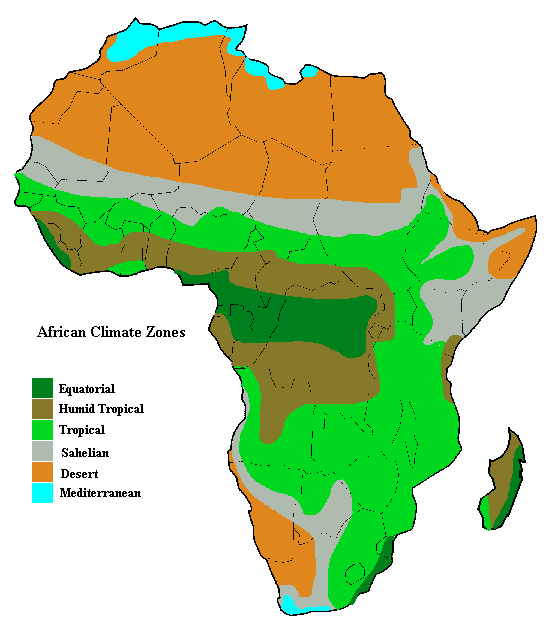 African Climate Zones
Equatorial
Humid Tropical
Tropical
Sahelian
Desert
Mediterranean